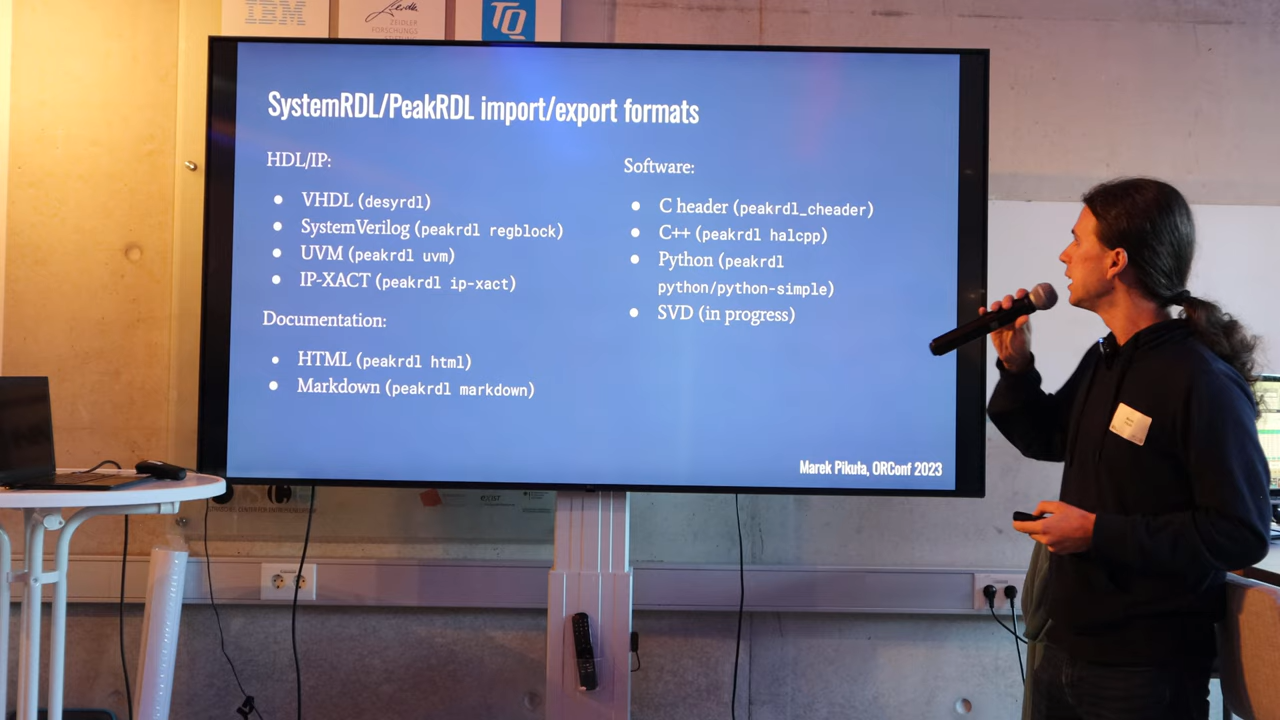 IBM
ZEIDLER
FORSCHUNGS
TQ
SystemRDL/PeakRDL import/export formats
HDL/IP:
● VHDL (desyrdl)
● SystemVerilog (peakrdl regblock)
● UVM (peakrdl uvm)
● IP-XACT (peakrdl ip-xact)
Documentation:
● HTML (peakrdl html)
● Markdown (peakrdl markdown)
Software:
● C header (peakrdl_cheader)
● C++ (peakrdl halcpp)
● Python (peakrdl
python/python-simple)
● SVD (in progress)
Marek Pikuła, ORConf 2023